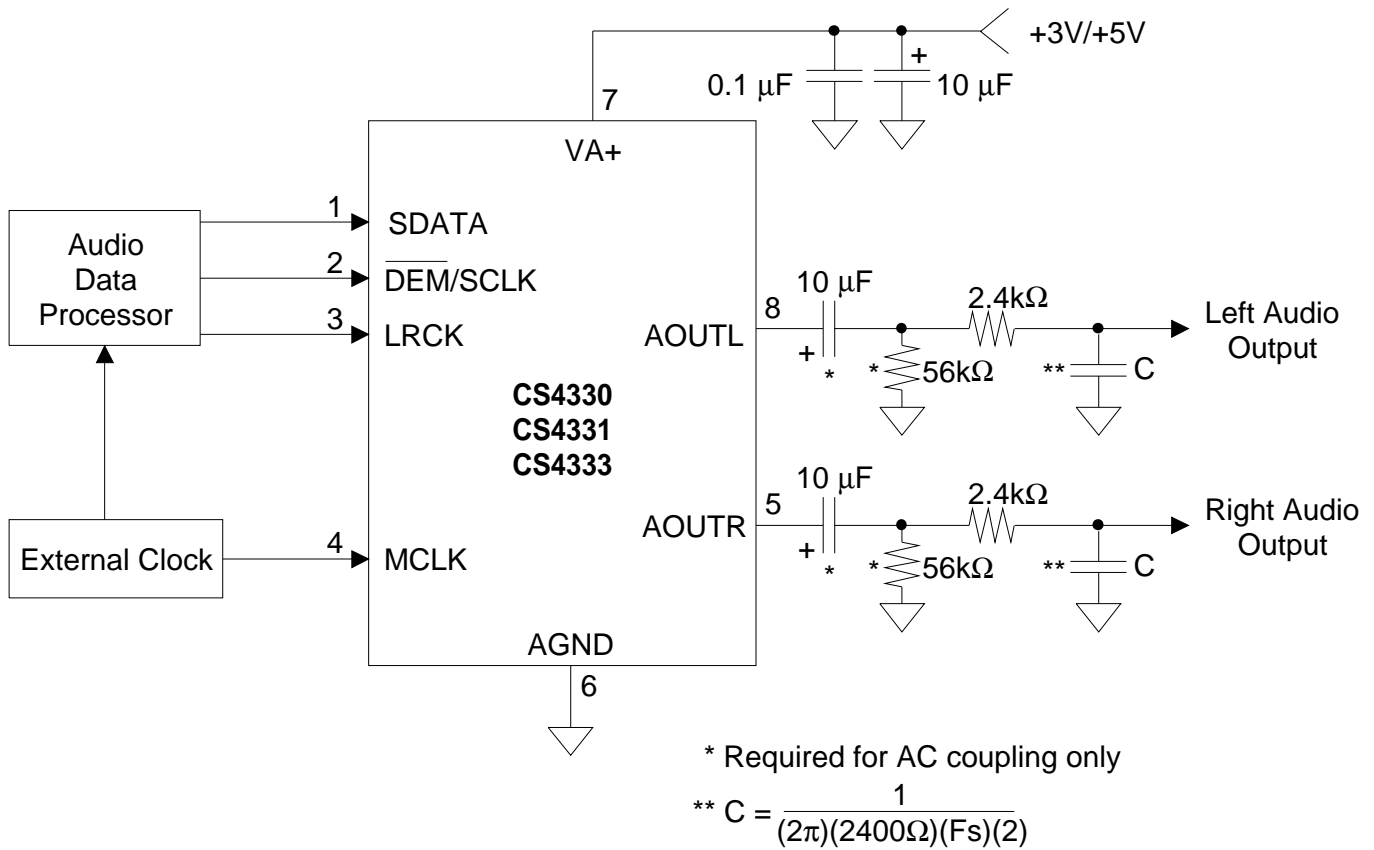 +3V/+5V
+
0.1 μF
10 μF
7
VA+
1
SDATA
Audio
Data
Processor
2
DEM/SCLK
3
LRCK
10 μF
8
AOUTL
+
*
*
56kΩ
2.4kΩ
**
C
Left Audio
Output
CS4330
CS4331
CS4333
10 μF
5
AOUTR
+
*
*
56kΩ
2.4kΩ
**
C
Right Audio
Output
External Clock
4
MCLK
AGND
6
* Required for AC coupling only
** C = 1
(2π)(2400Ω)(Fs)(2)